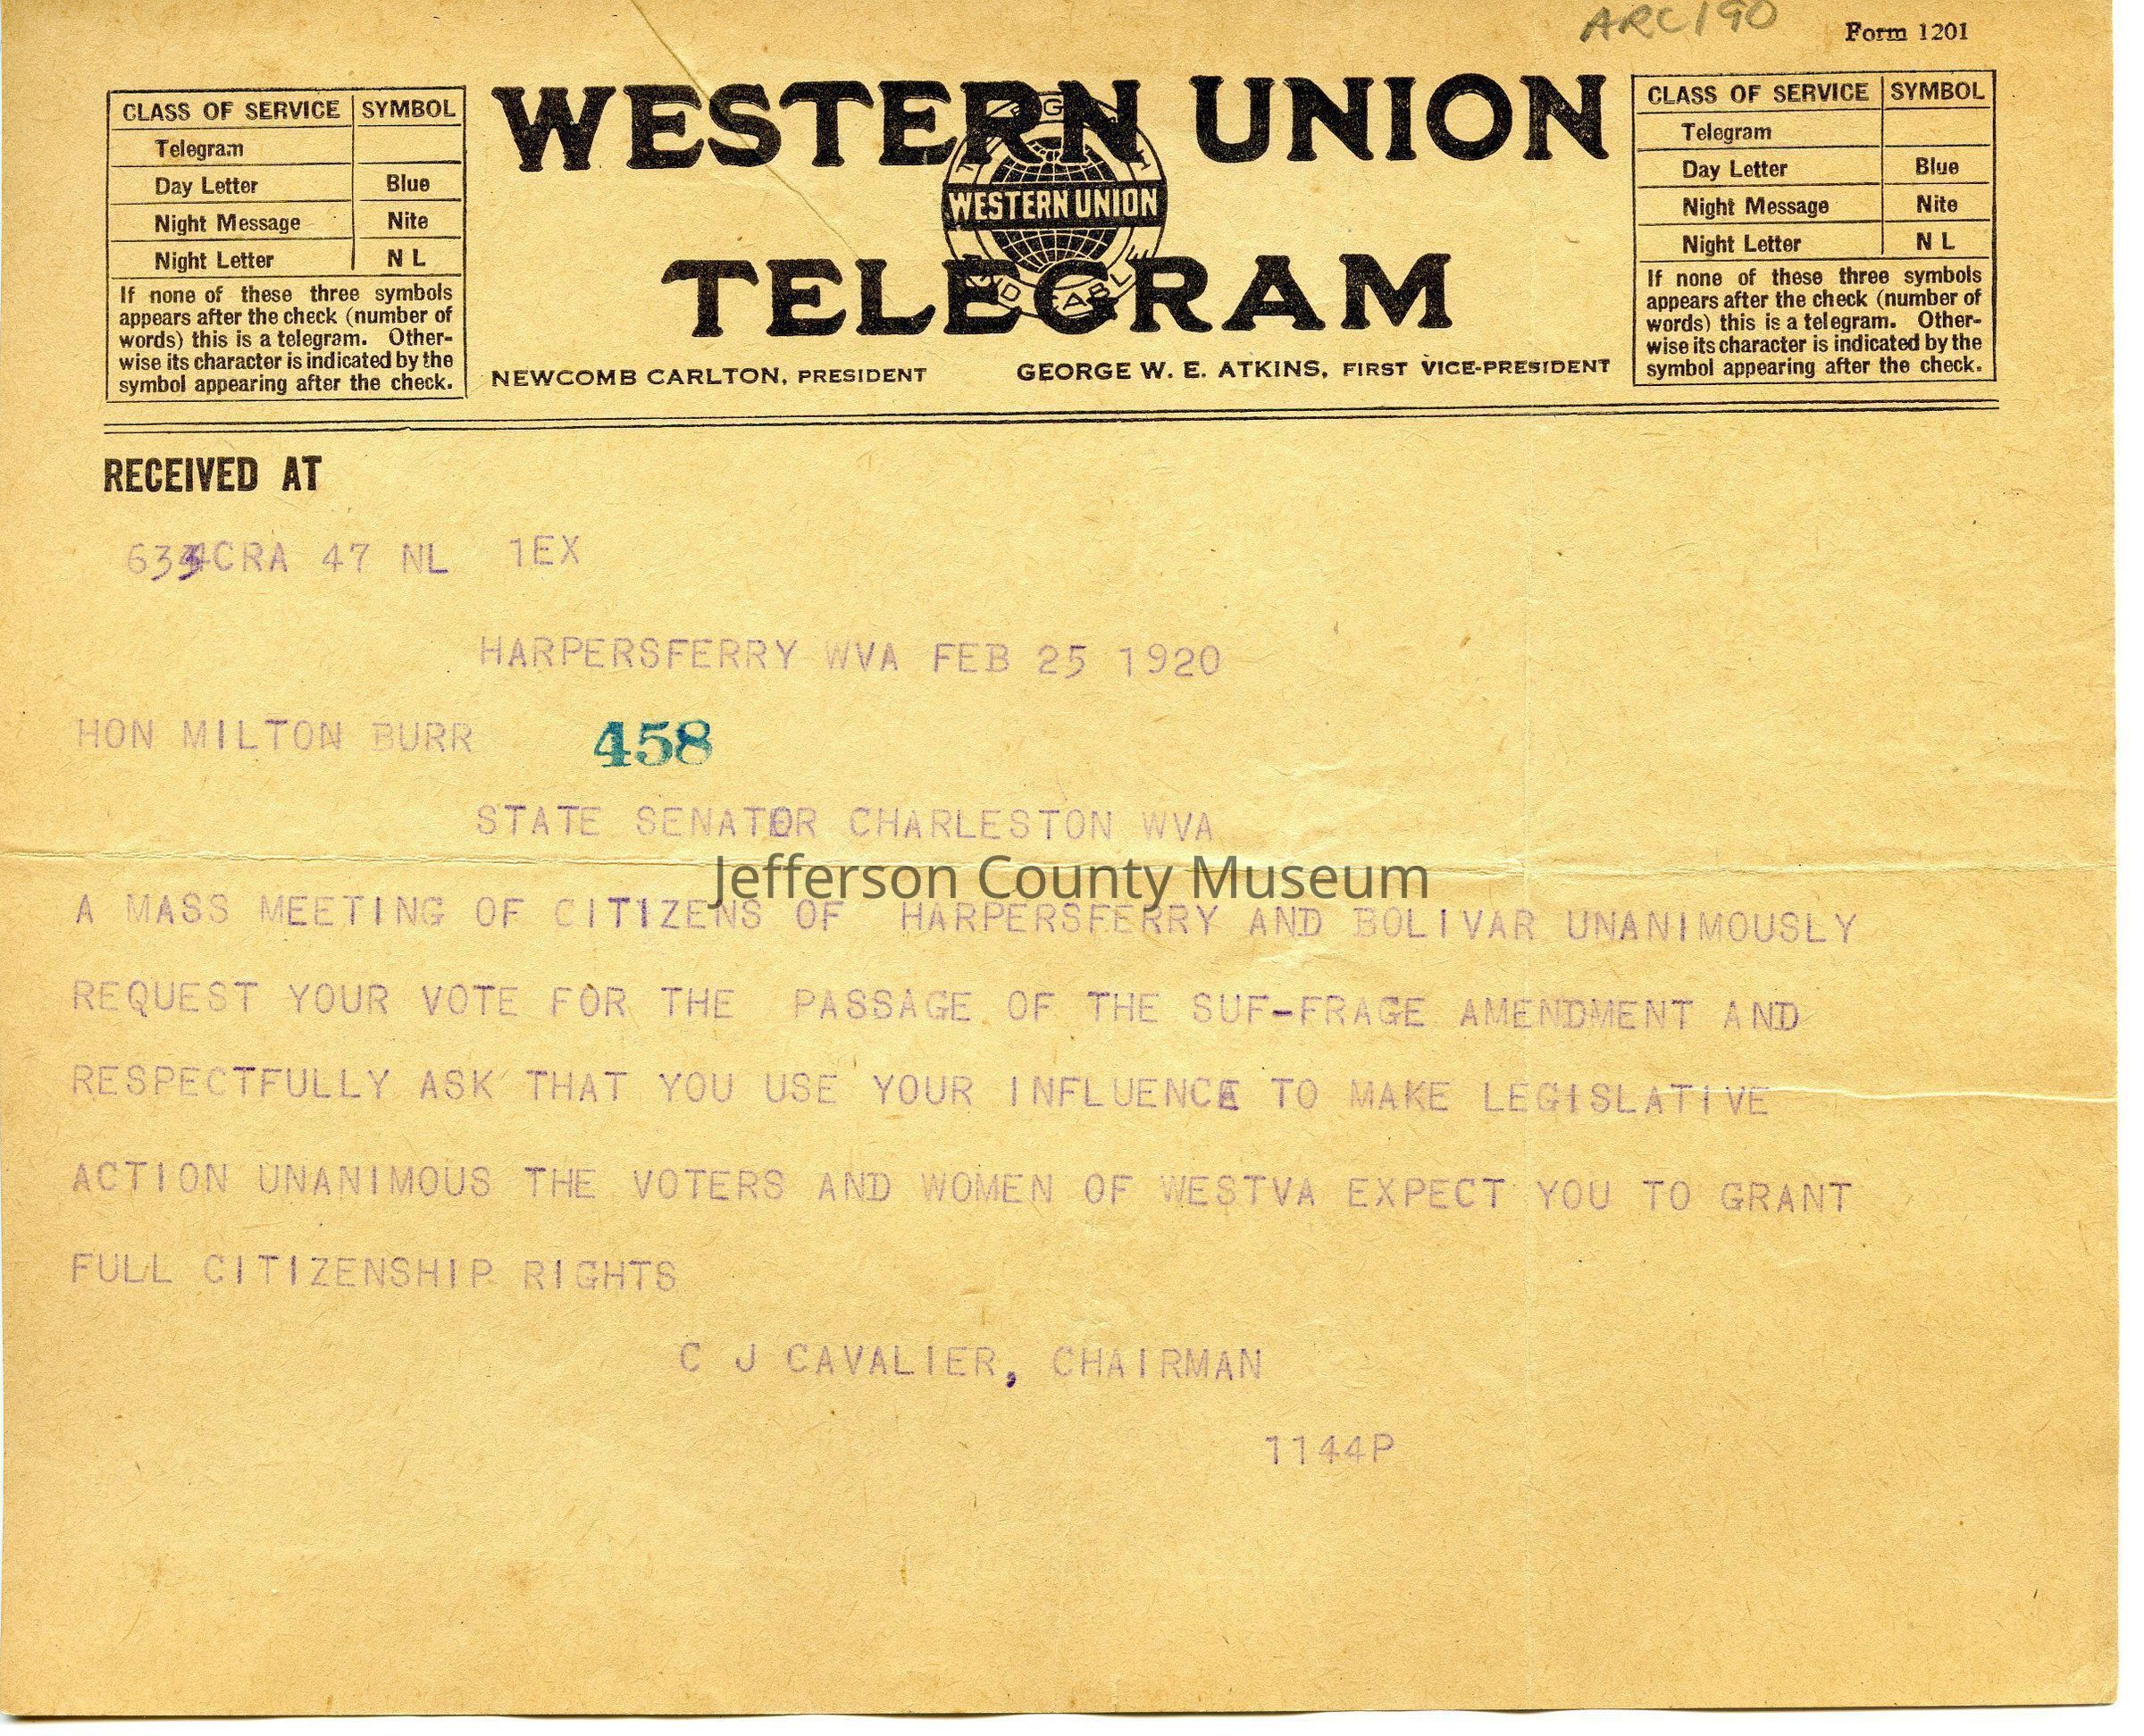 ARC190
Form 1201
CLASS OF SERVICE SYMBOL
Telegram
Day Letter Blue
Night Message Nite
Night Letter N L
If none of these three symbols
appears after the check (number of
words) this is a telegram. Other-
wise its character is indicated by the
symbol appearing after the check.
WESTERN UNION
WESTERN UNION
TELEGRAM
NEWCOMB CARLTON, PRESIDENT
GEORGE W. E. ATKINS, FIRST VICE-PRESIDENT
CLASS OF SERVICE SYMBOL
Telegram
Day Letter Blue
Night Message Nite
Night Letter N L
If none of these three symbols
appears after the check (number of
words) this is a telegram. Other-
wise its character is indicated by the
symbol appearing after the check.
RECEIVED AT
47 NL 1EX
HARPERSFERRY WVA FEB 25 1920
HON MILTON BURR 458
STATE SENATOR CHARLESTON WVA
Jefferson County Museum
A MASS MEETING OF CITIZENS OF HARPERSFERRY AND BOLIVAR UNANIMOUSLY
REQUEST YOUR VOTE FOR THE PASSAGE OF THE SUF-FRAGE AMENDMENT AND
RESPECTFULLY ASK THAT YOU USE YOUR INFLUENCE TO MAKE LEGISLATIVE
ACTION UNANIMOUS THE VOTERS AND WOMEN OF WESTVA EXPECT YOU TO GRANT
FULL CITIZENSHIP RIGHTS
C J CAVALIER, CHAIRMAN
1144P